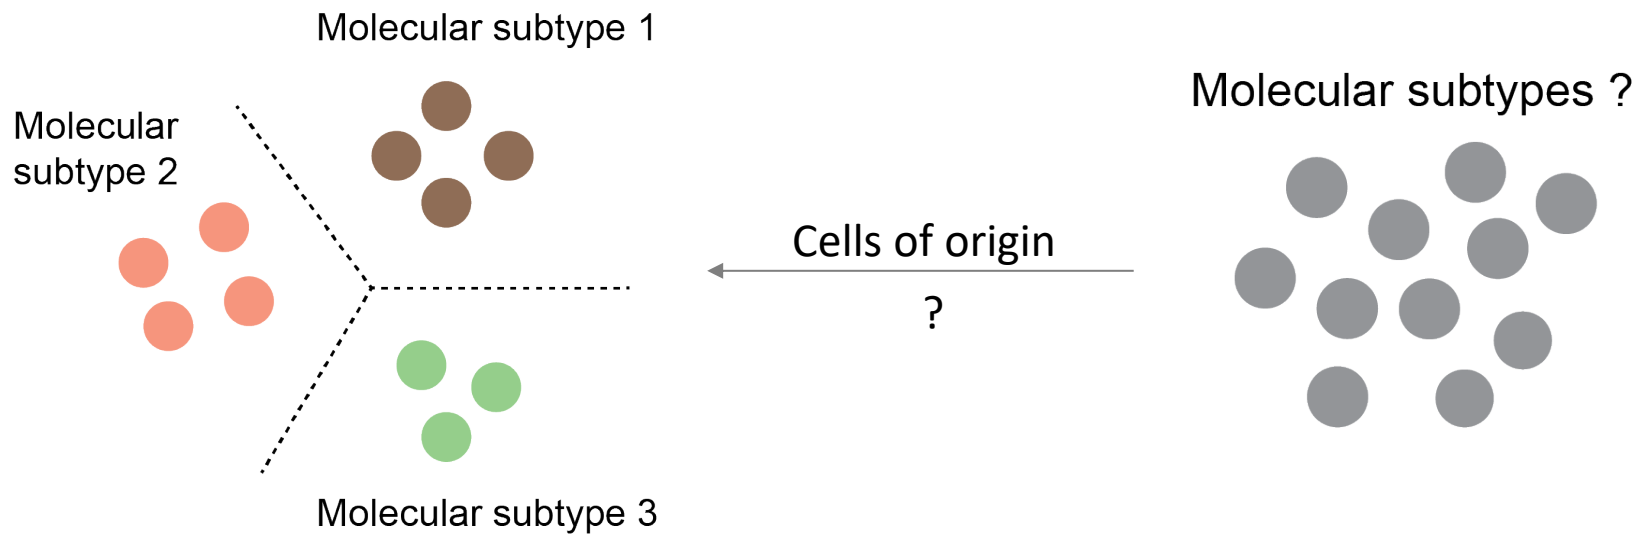 Molecular subtype 1
Molecular
subtype 2
Molecular subtype 3
Cells of origin
?
Molecular subtypes ?